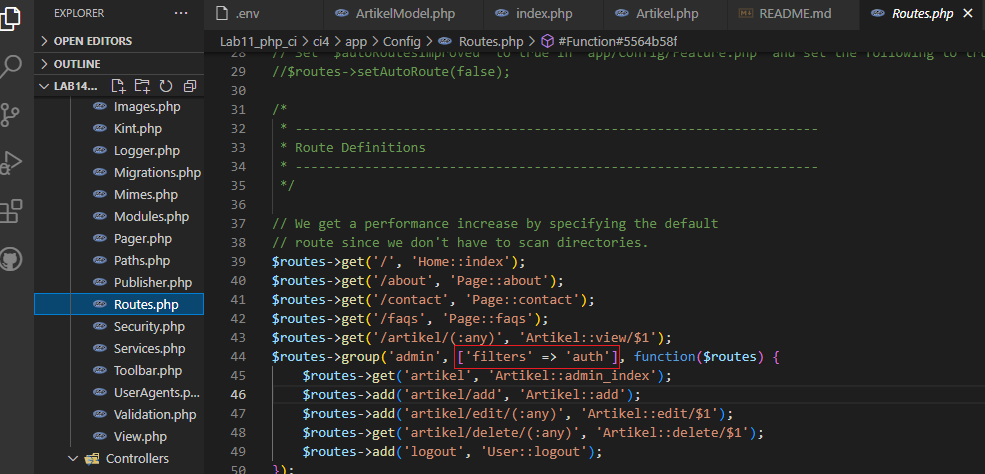 EXPLORER ···
OPEN EDITORS
OUTLINE
LAB14...
Images.php
Kint.php
Logger.php
Migrations.php
Mimes.php
Modules.php
Pager.php
Paths.php
Publisher.php
Routes.php
Security.php
Services.php
Toolbar.php
UserAgents.p...
Validation.php
View.php
Controllers
.env ArtikelModel.php index.php Artikel.php README.md Routes.php
Lab11_php_ci > ci4 > app > Config > Routes.php > #Function#5564b58f
28 // Set `$autoRoutesImproved` to true in `app/Config/Feature.php` and set the following to tru
29 //$routes->setAutoRoute(false);
30
31 /*
32 * --------------------------------------------------------------------
33 * Route Definitions
34 * --------------------------------------------------------------------
35 */
36
37 // We get a performance increase by specifying the default
38 // route since we don't have to scan directories.
39 $routes->get('/', 'Home::index');
40 $routes->get('/about', 'Page::about');
41 $routes->get('/contact', 'Page::contact');
42 $routes->get('/faqs', 'Page::faqs');
43 $routes->get('/artikel/(:any)', 'Artikel::view/$1');
44 $routes->group('admin', ['filters' => 'auth'], function($routes) {
45 $routes->get('artikel', 'Artikel::admin_index');
46 $routes->add('artikel/add', 'Artikel::add');
47 $routes->add('artikel/edit/(:any)', 'Artikel::edit/$1');
48 $routes->get('artikel/delete/(:any)', 'Artikel::delete/$1');
49 $routes->add('logout', 'User::logout');
50 });